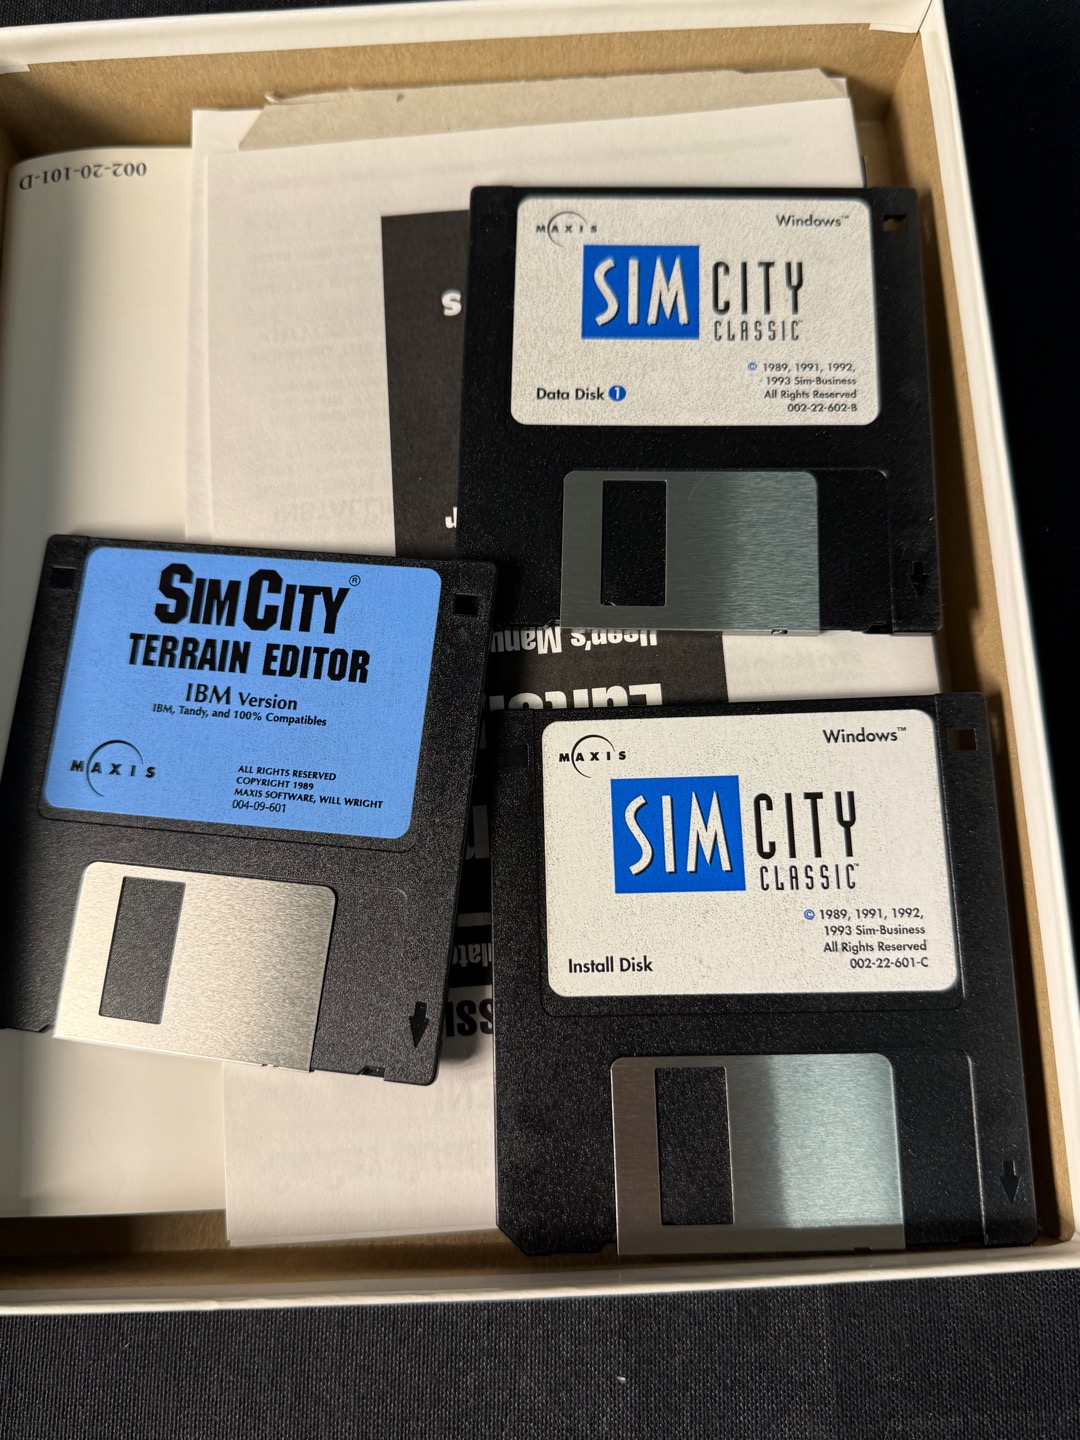 002-20-101-D
MAXIS
Windows™
SIM CITY
CLASSIC™
© 1989, 1991, 1992,
1993 Sim-Business
All Rights Reserved
002-22-602-B
Data Disk 1
SIMCITY®
TERRAIN EDITOR
IBM Version
IBM, Tandy, and 100% Compatibles
MAXIS
ALL RIGHTS RESERVED
COPYRIGHT 1989
MAXIS SOFTWARE, WILL WRIGHT
004-09-601
User's Manu
MAXIS
Windows™
SIM CITY
CLASSIC™
© 1989, 1991, 1992,
1993 Sim-Business
All Rights Reserved
002-22-601-C
Install Disk